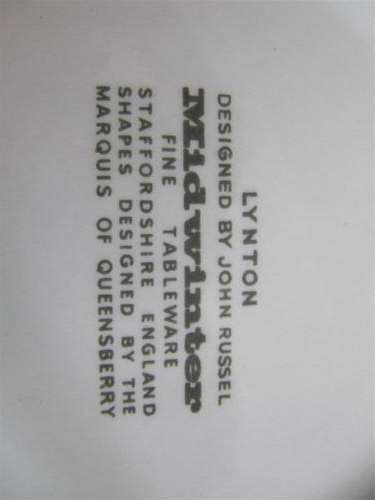 LYNTON
DESIGNED BY JOHN RUSSEL
Midwinter
FINE TABLEWARE
STAFFORDSHIRE ENGLAND
SHAPES DESIGNED BY THE
MARQUIS OF QUEENSBERRY